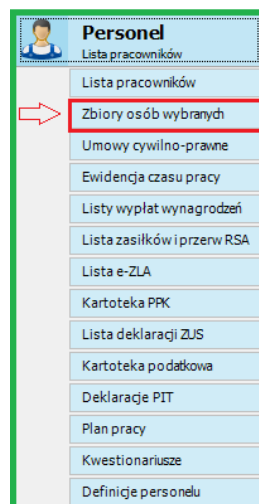 Personel
Lista pracowników
Lista pracowników
Zbiory osób wybranych
Umowy cywilno-prawne
Ewidencja czasu pracy
Listy wypłat wynagrodzeń
Lista zasiłków i przerw RSA
Lista e-ZLA
Kartoteka PPK
Lista deklaracji ZUS
Kartoteka podatkowa
Deklaracje PIT
Plan pracy
Kwestionariusze
Definicje personelu